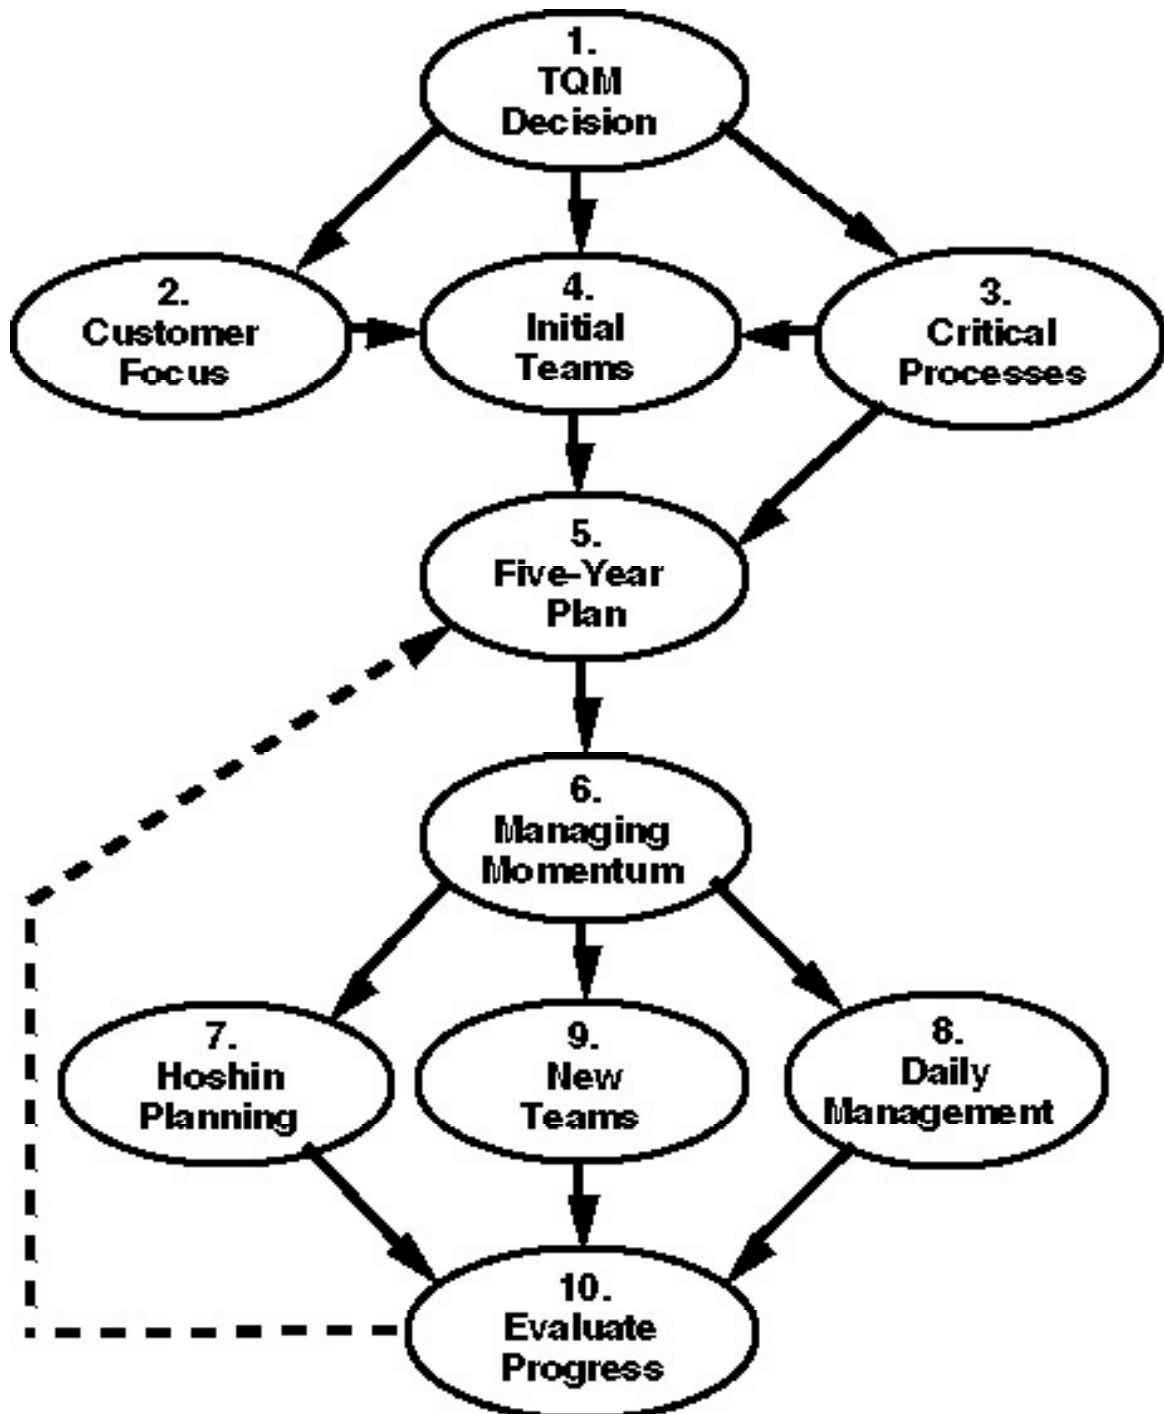 1.
TQM
Decision
2.
Customer
Focus
4.
Initial
Teams
3.
Critical
Processes
5.
Five-Year
Plan
6.
Managing
Momentum
7.
Hoshin
Planning
9.
New
Teams
8.
Daily
Management
10.
Evaluate
Progress